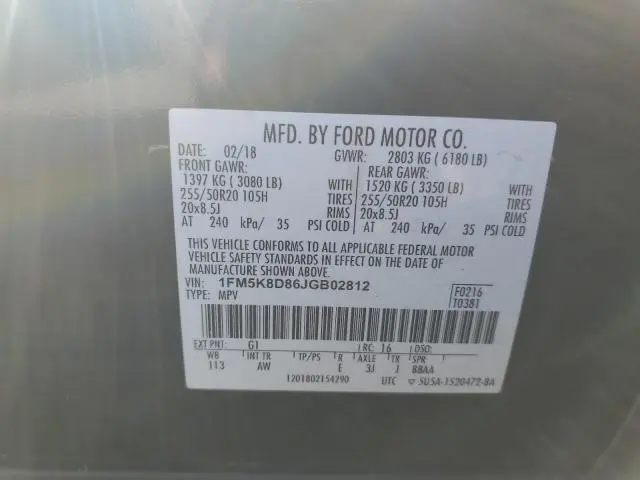 MFD. BY FORD MOTOR CO.
DATE: 02/18 GVWR: 2803 KG ( 6180 LB)
FRONT GAWR: REAR GAWR:
1397 KG ( 3080 LB) WITH 1520 KG ( 3350 LB) WITH
255/50R20 105H TIRES 255/50R20 105H TIRES
20x8.5J RIMS 20x8.5J RIMS
AT 240 kPa/ 35 PSI COLD AT 240 kPa/ 35 PSI COLD
THIS VEHICLE CONFORMS TO ALL APPLICABLE FEDERAL MOTOR
VEHICLE SAFETY STANDARDS IN EFFECT ON THE DATE OF
MANUFACTURE SHOWN ABOVE.
VIN: 1FM5K8D86JGB02812 F0216
TYPE: MPV T0381
EXT PNT: G1 RC: 16 DSO:
WB INT TR TP/PS R AXLE TR SPR
113 AW E 3J J BBAA
1201802154290 UTC 5U5A-1520472-BA